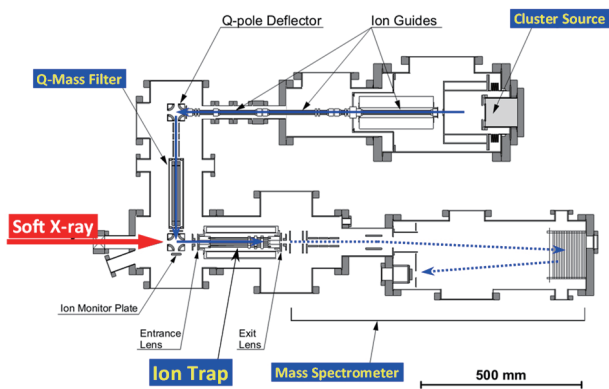 Q-pole Deflector
Ion Guides
Cluster Source
Q-Mass Filter
Soft X-ray
Ion Monitor Plate
Entrance
Lens
Exit
Lens
Ion Trap
Mass Spectrometer
500 mm